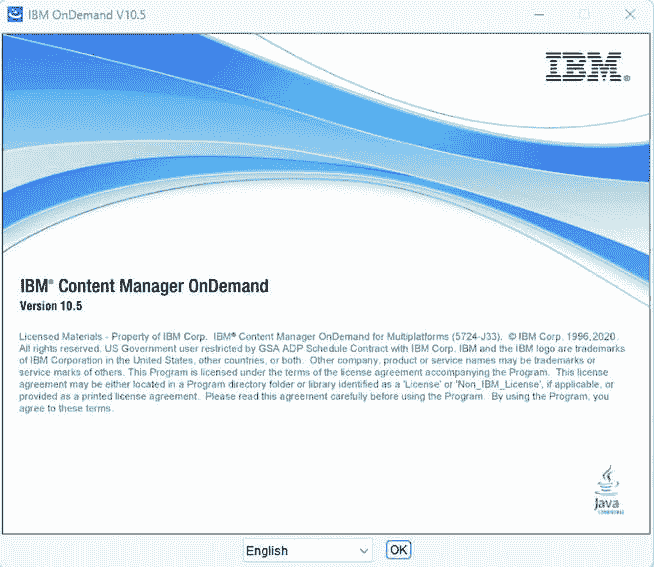 IBM OnDemand V10.5
IBM®
IBM® Content Manager OnDemand
Version 10.5
Licensed Materials - Property of IBM Corp. IBM® Content Manager OnDemand for Multiplatforms (5724-J33). © IBM Corp. 1996,2020.
All rights reserved. US Government user restricted by GSA ADP Schedule Contract with IBM Corp. IBM and the IBM logo are trademarks
of IBM Corporation in the United States, other countries, or both. Other company, product or service names may be trademarks or
service marks of others. This Program is licensed under the terms of the license agreement accompanying the Program. This license
agreement may be either located in a Program directory folder or library identified as a 'License' or 'Non_IBM_License', if applicable, or
provided as a printed license agreement. Please read this agreement carefully before using the Program. By using the Program, you
agree to these terms.
Java
COMPATIBLE
English
OK